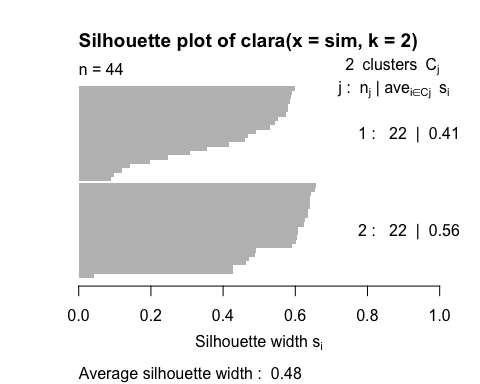 Silhouette plot of clara(x = sim, k = 2)
n = 44
2 clusters Cⱼ
j : nⱼ | aveᵢ∈Cⱼ sᵢ
1 : 22 | 0.41
2 : 22 | 0.56
0.0 0.2 0.4 0.6 0.8 1.0
Silhouette width sᵢ
Average silhouette width : 0.48